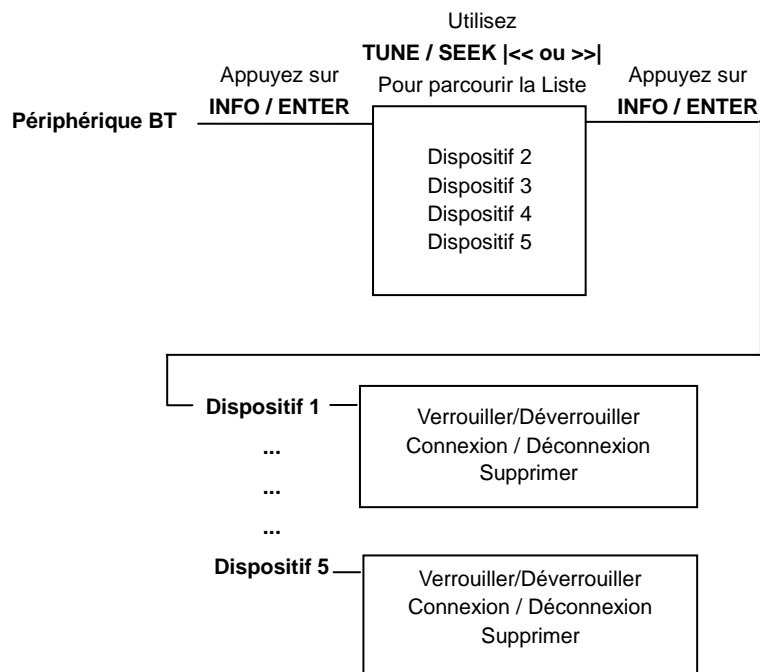 Utilisez
TUNE / SEEK |<< ou >>|
Appuyez sur
INFO / ENTER
Pour parcourir la Liste
Appuyez sur
INFO / ENTER
Périphérique BT
Dispositif 2
Dispositif 3
Dispositif 4
Dispositif 5
Dispositif 1
Verrouiller/Déverrouiller
Connexion / Déconnexion
Supprimer
...
...
...
Dispositif 5
Verrouiller/Déverrouiller
Connexion / Déconnexion
Supprimer